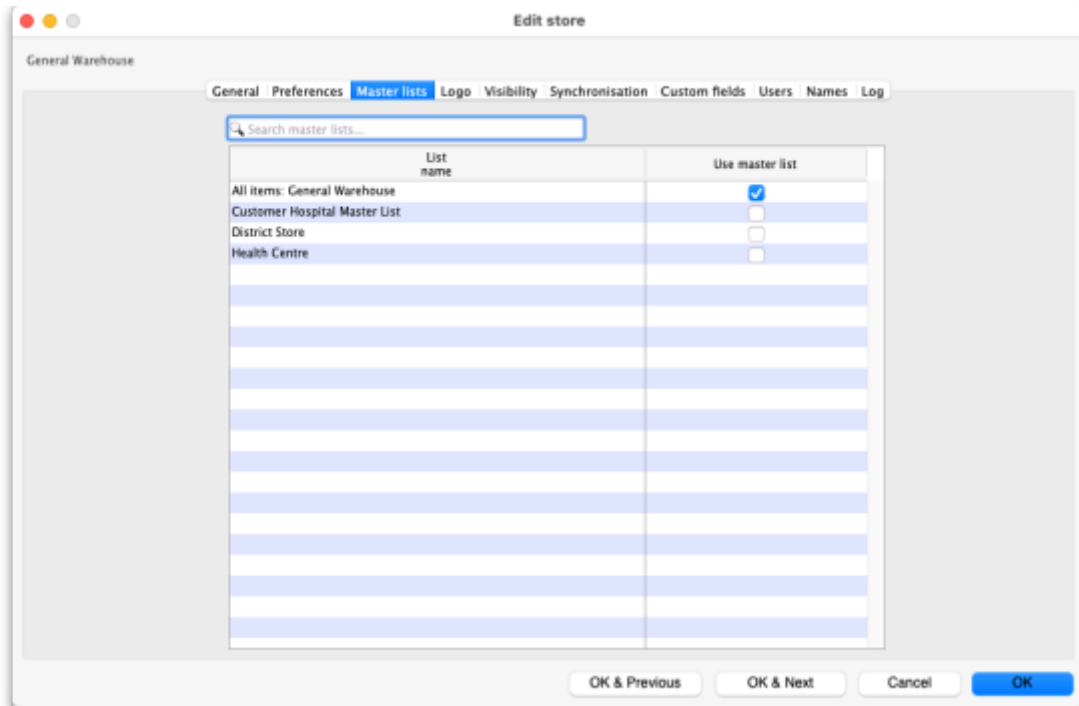 Edit store
General Warehouse
General Preferences Master lists Logo Visibility Synchronisation Custom fields Users Names Log
Search master lists...
List
name
Use master list
All items: General Warehouse
Customer Hospital Master List
District Store
Health Centre
OK & Previous OK & Next Cancel OK